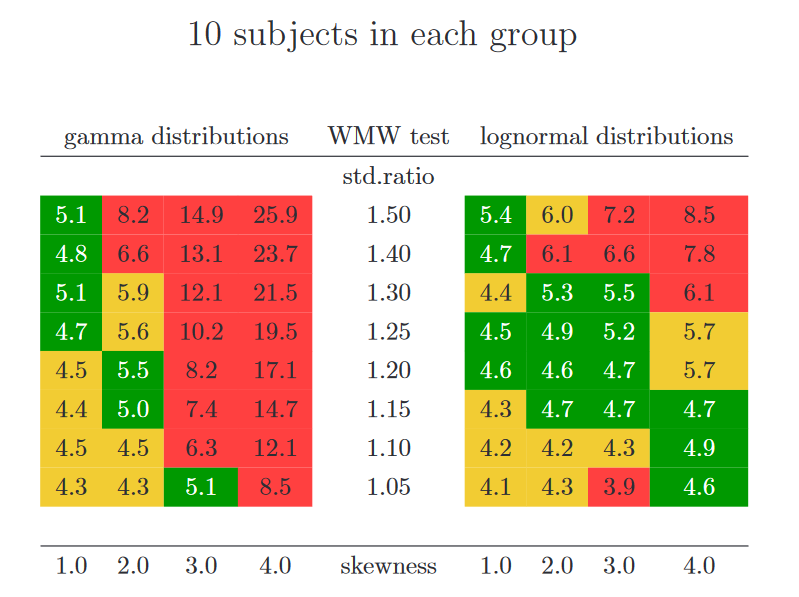 10 subjects in each group
gamma distributions WMW test lognormal distributions
std.ratio
5.1 8.2 14.9 25.9 1.50 5.4 6.0 7.2 8.5
4.8 6.6 13.1 23.7 1.40 4.7 6.1 6.6 7.8
5.1 5.9 12.1 21.5 1.30 4.4 5.3 5.5 6.1
4.7 5.6 10.2 19.5 1.25 4.5 4.9 5.2 5.7
4.5 5.5 8.2 17.1 1.20 4.6 4.6 4.7 5.7
4.4 5.0 7.4 14.7 1.15 4.3 4.7 4.7 4.7
4.5 4.5 6.3 12.1 1.10 4.2 4.2 4.3 4.9
4.3 4.3 5.1 8.5 1.05 4.1 4.3 3.9 4.6
1.0 2.0 3.0 4.0 skewness 1.0 2.0 3.0 4.0